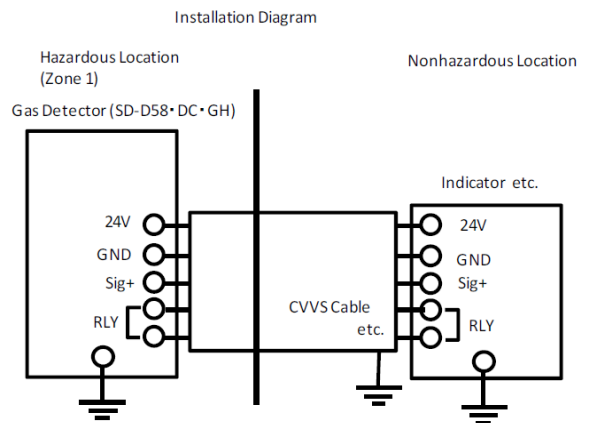 Installation Diagram
Hazardous Location
(Zone 1)
Nonhazardous Location
Gas Detector (SD-D58・DC・GH)
Indicator etc.
24V
GND
Sig+
RLY
CVVS Cable
etc.
24V
GND
Sig+
RLY